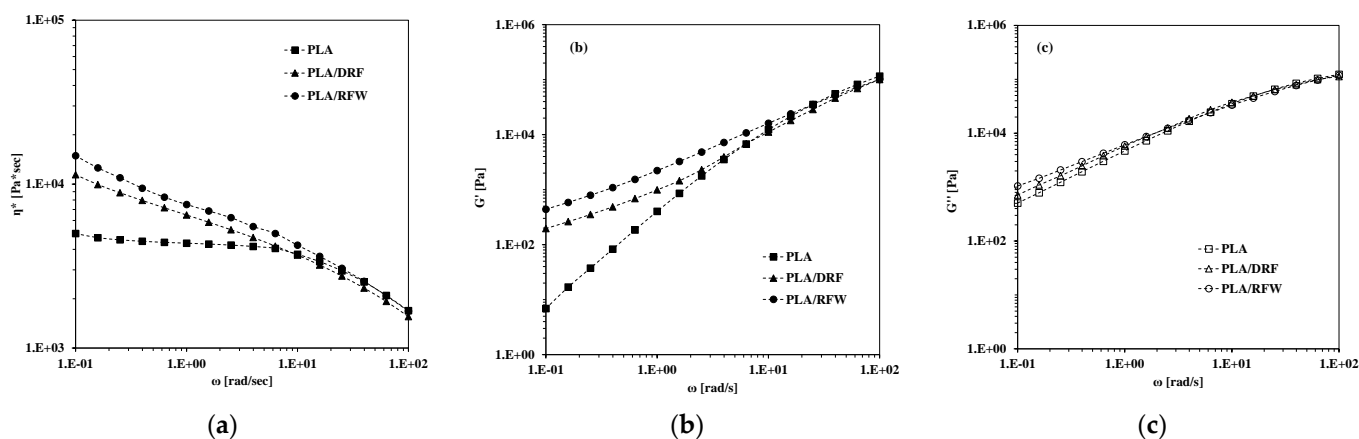 1.E+05
PLA
PLA/DRF
PLA/RFW
η* [Pa*sec]
1.E+04
1.E+03
1.E-01 1.E+00 1.E+01 1.E+02
ω [rad/sec]
(a)
1.E+06
(b)
1.E+04
G' [Pa]
1.E+02
PLA
PLA/DRF
PLA/RFW
1.E+00
1.E-01 1.E+00 1.E+01 1.E+02
ω [rad/s]
(b)
1.E+06
(c)
1.E+04
G'' [Pa]
1.E+02
PLA
PLA/DRF
PLA/RFW
1.E+00
1.E-01 1.E+00 1.E+01 1.E+02
ω [rad/s]
(c)